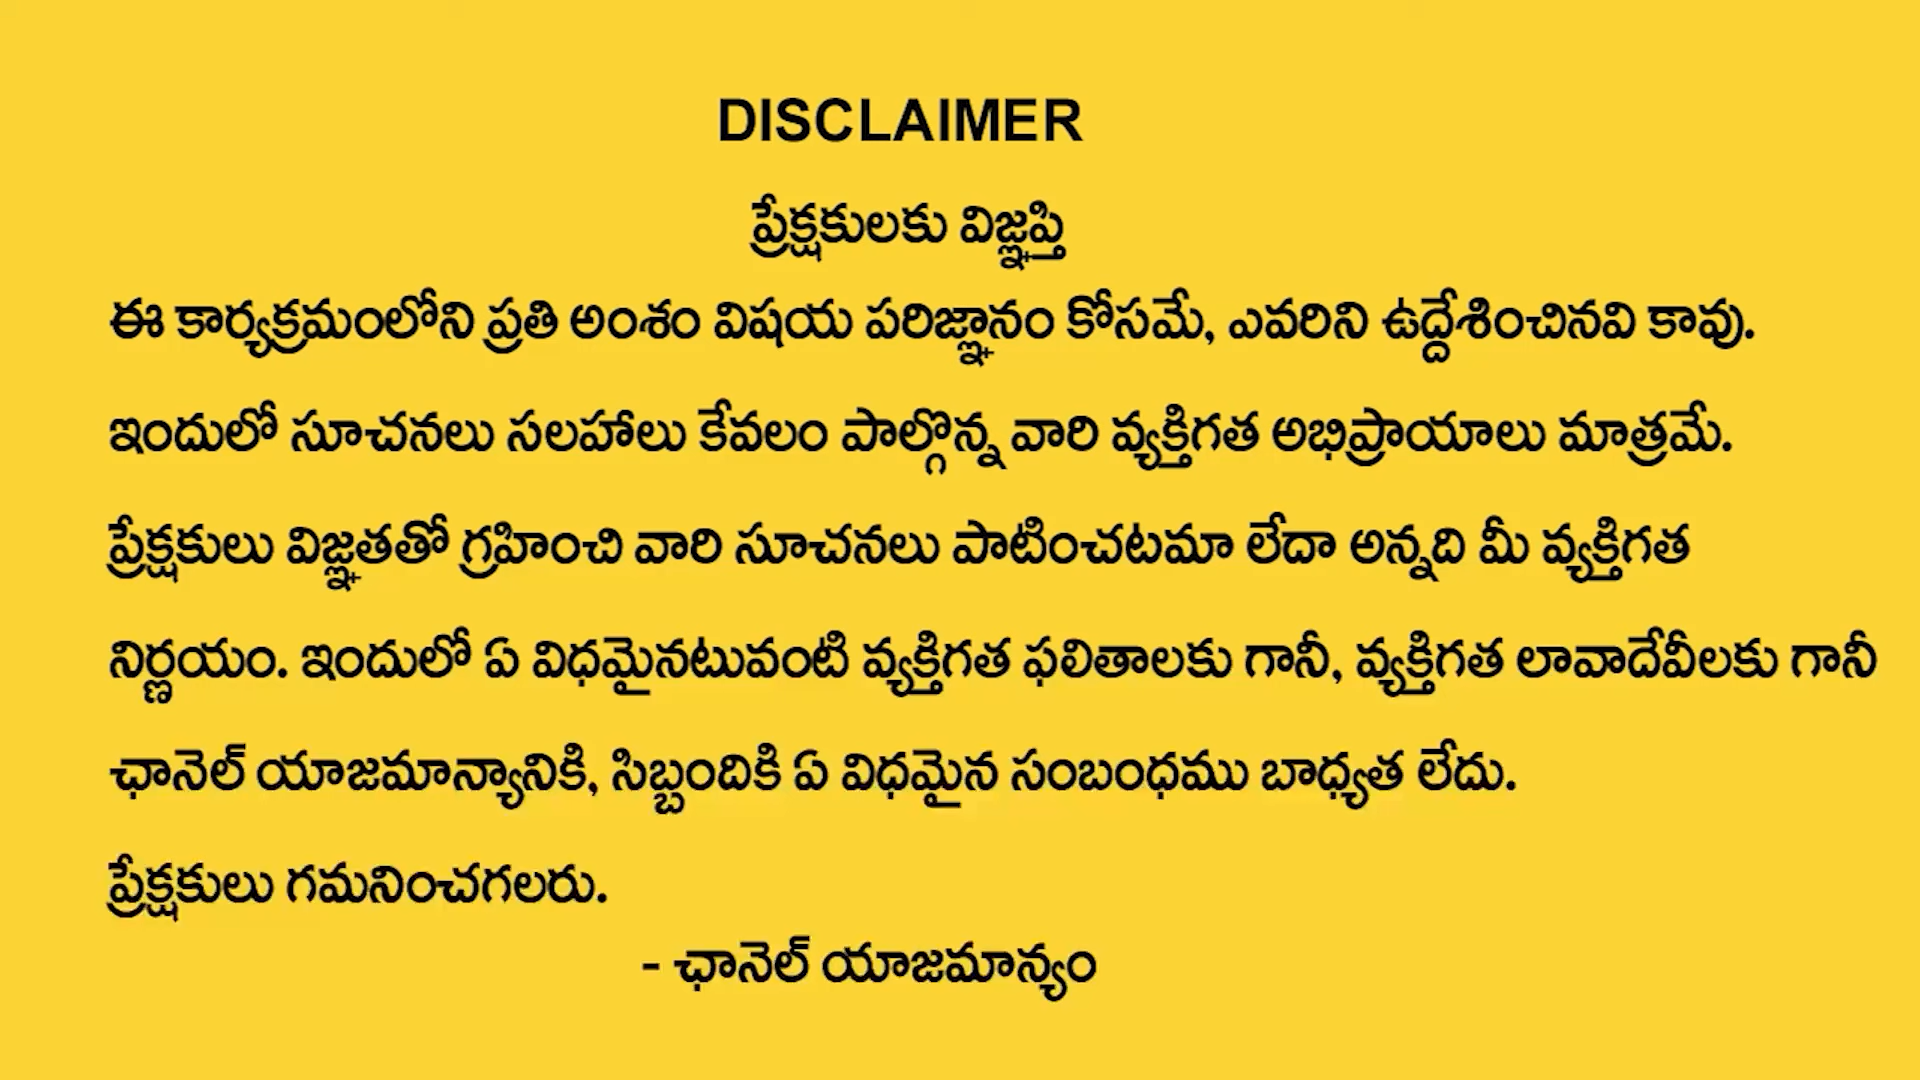 DISCLAIMER
ప్రేక్షకులకు విజ్ఞప్తి
ఈ కార్యక్రమంలోని ప్రతి అంశం విషయ పరిజ్ఞానం కోసమే, ఎవరిని ఉద్దేశించినవి కావు.
ఇందులో సూచనలు సలహాలు కేవలం పాల్గొన్న వారి వ్యక్తిగత అభిప్రాయాలు మాత్రమే.
ప్రేక్షకులు విజ్ఞతతో గ్రహించి వారి సూచనలు పాటించటమా లేదా అన్నది మీ వ్యక్తిగత
నిర్ణయం. ఇందులో ఏ విధమైనటువంటి వ్యక్తిగత ఫలితాలకు గానీ, వ్యక్తిగత లావాదేవీలకు గానీ
ఛానెల్ యాజమాన్యానికి, సిబ్బందికి ఏ విధమైన సంబంధము బాధ్యత లేదు.
ప్రేక్షకులు గమనించగలరు.
- ఛానెల్ యాజమాన్యం